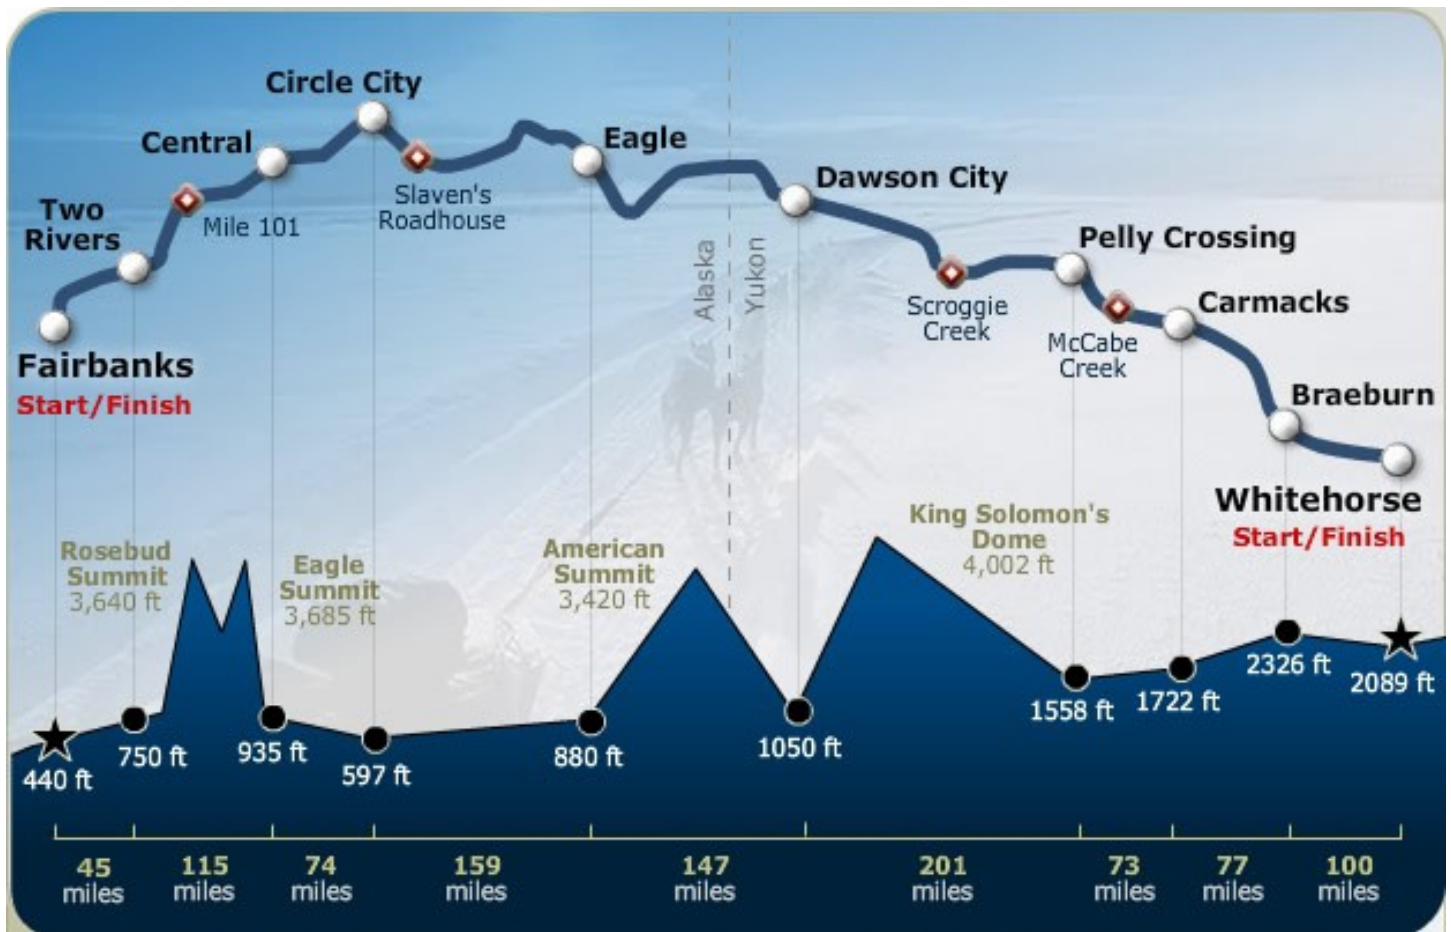 Circle City
Central
Eagle
Two
Rivers
Mile 101
Slaven's
Roadhouse
Dawson City
Alaska
Yukon
Pelly Crossing
Scroggie
Creek
McCabe
Creek
Carmacks
Fairbanks
Start/Finish
Braeburn
Whitehorse
Start/Finish
Rosebud
Summit
3,640 ft
Eagle
Summit
3,685 ft
American
Summit
3,420 ft
King Solomon's
Dome
4,002 ft
440 ft
750 ft
935 ft
597 ft
880 ft
1050 ft
1558 ft
1722 ft
2326 ft
2089 ft
45
miles
115
miles
74
miles
159
miles
147
miles
201
miles
73
miles
77
miles
100
miles